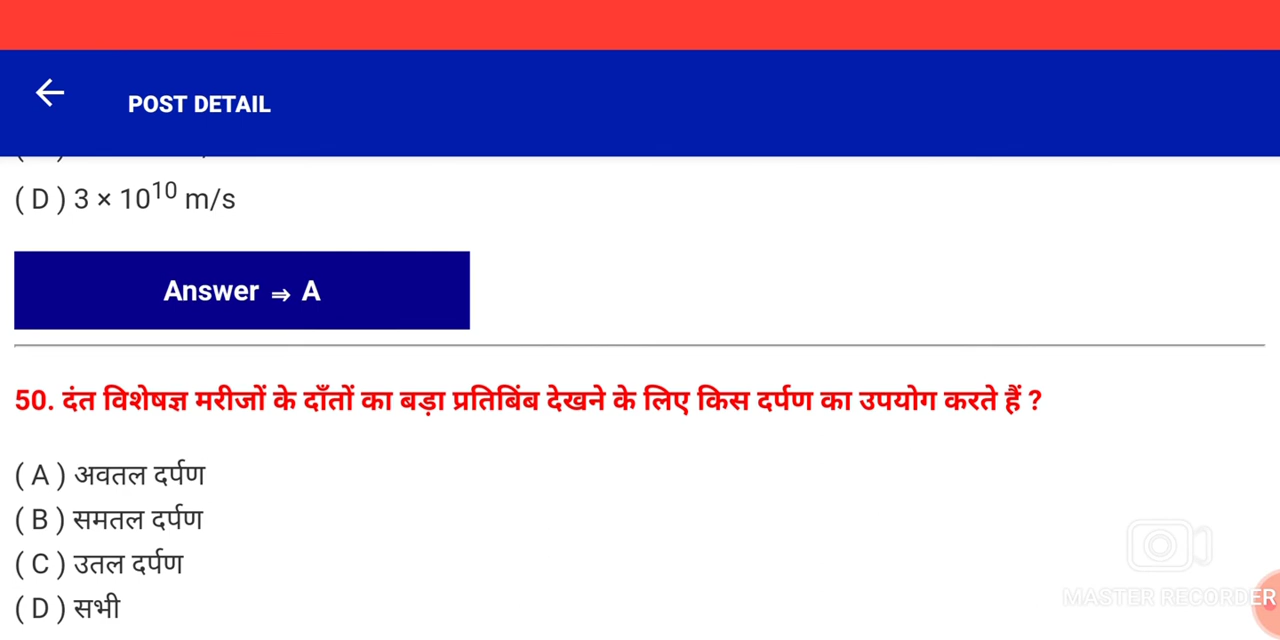 POST DETAIL
( D ) 3 × 10¹⁰ m/s
Answer ⇒ A
50. दंत विशेषज्ञ मरीजों के दाँतों का बड़ा प्रतिबिंब देखने के लिए किस दर्पण का उपयोग करते हैं ?
( A ) अवतल दर्पण
( B ) समतल दर्पण
( C ) उतल दर्पण
( D ) सभी
MASTER RECORDER